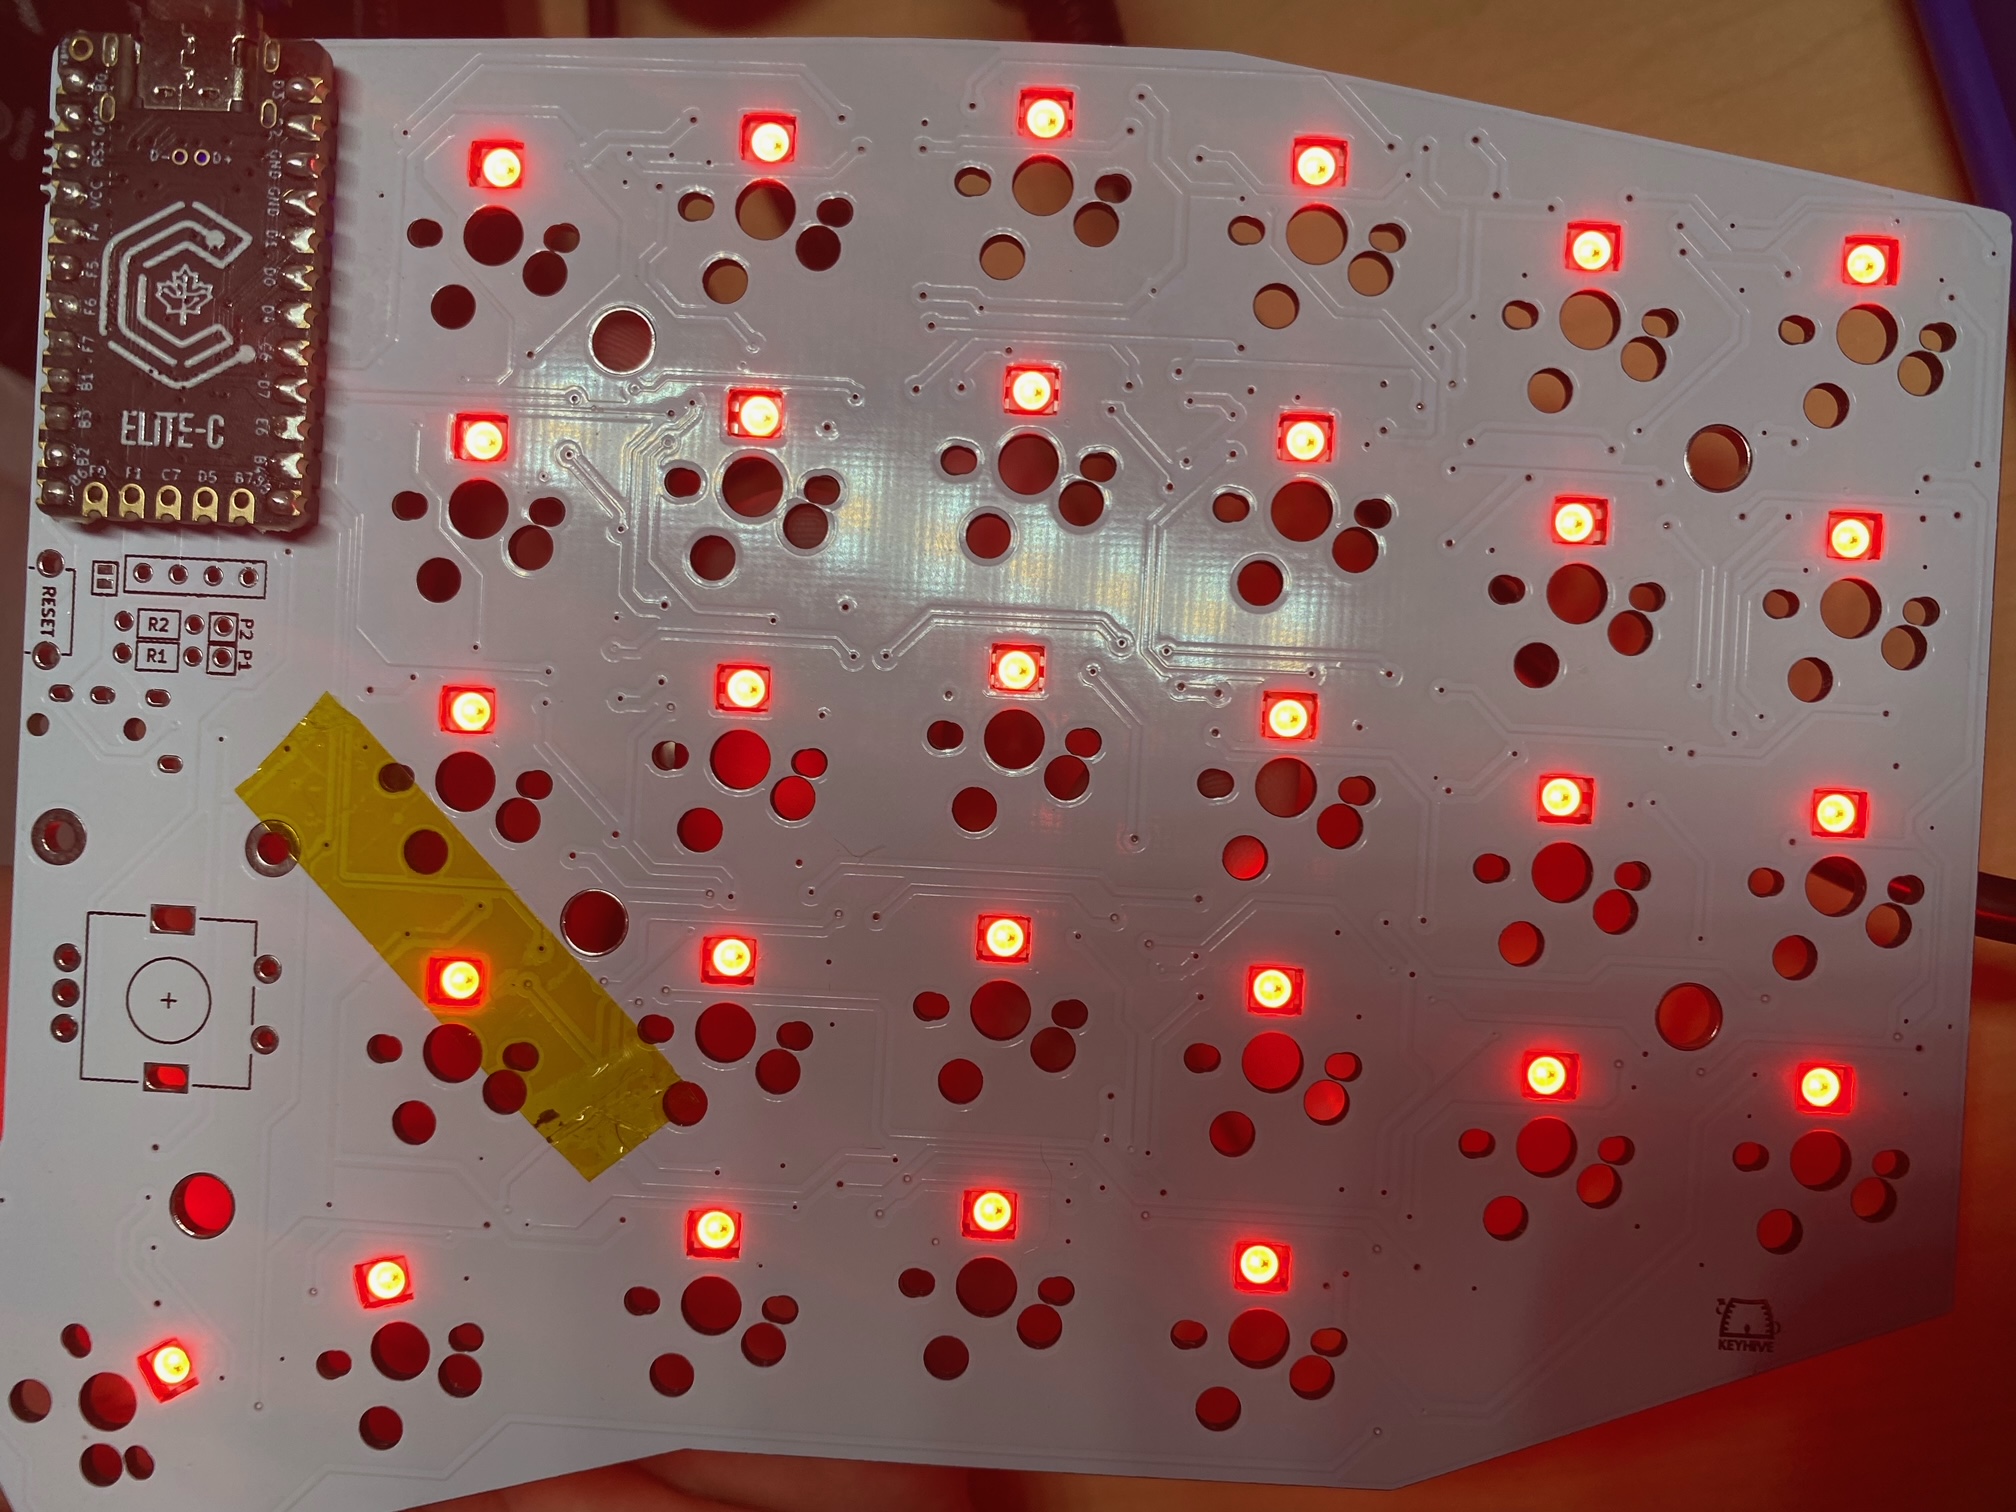 D- D+
B0
GND
RST
VCC
F4
F5
F6
F7
B1
B3
B2
B6
D3
D2
GND
GND
D1
D0
D4
C6
D7
E6
B4
B5
ELITE-C
F0 F1 C7 D5 B7
RESET
R2 P2
R1 P1
KEYHIVE